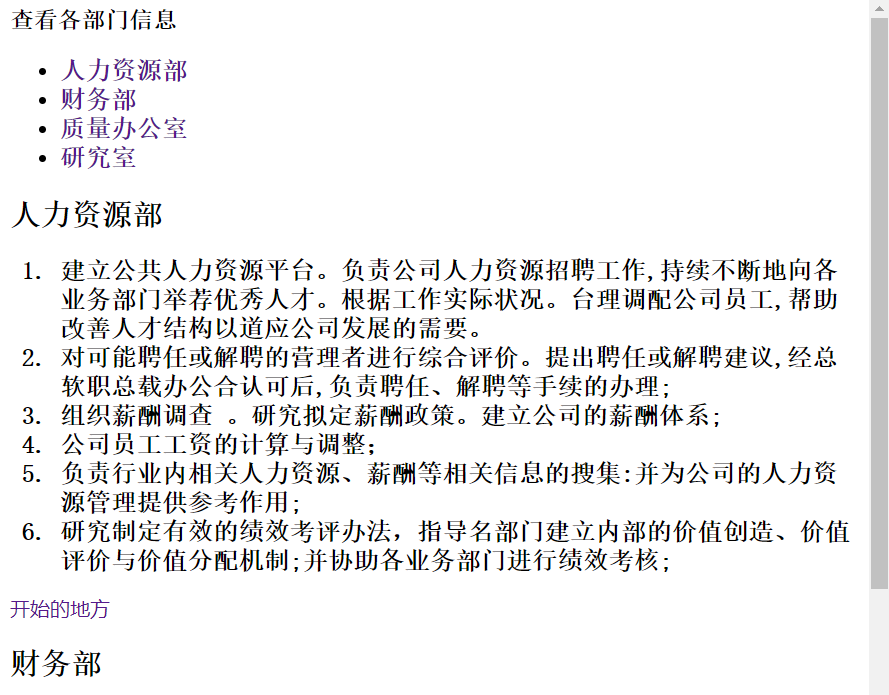 查看各部门信息
• 人力资源部
• 财务部
• 质量办公室
• 研究室
人力资源部
1. 建立公共人力资源平台。负责公司人力资源招聘工作,持续不断地向各
业务部门举荐优秀人才。根据工作实际状况。台理调配公司员工,帮助
改善人才结构以道应公司发展的需要。
2. 对可能聘任或解聘的营理者进行综合评价。提出聘任或解聘建议,经总
软职总载办公合认可后,负责聘任、解聘等手续的办理;
3. 组织薪酬调查 。研究拟定薪酬政策。建立公司的薪酬体系;
4. 公司员工工资的计算与调整;
5. 负责行业内相关人力资源、薪酬等相关信息的搜集:并为公司的人力资
源管理提供参考作用;
6. 研究制定有效的绩效考评办法，指导名部门建立内部的价值创造、价值
评价与价值分配机制;并协助各业务部门进行绩效考核;
开始的地方
财务部